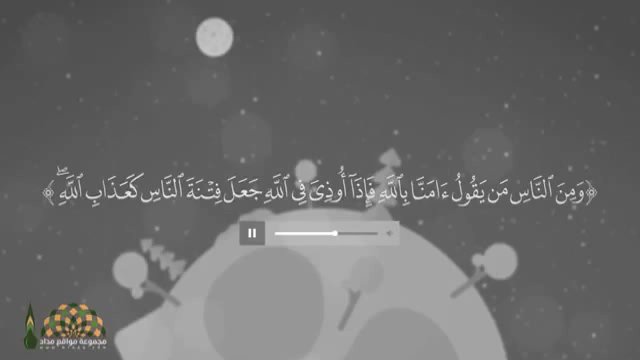 ﴿وَمِنَ ٱلنَّاسِ مَن يَقُولُ ءَامَنَّا بِٱللَّهِ فَإِذَآ أُوذِىَ فِى ٱللَّهِ جَعَلَ فِتْنَةَ ٱلنَّاسِ كَعَذَابِ ٱللَّهِۖ﴾
مجموعة مواقع مداد